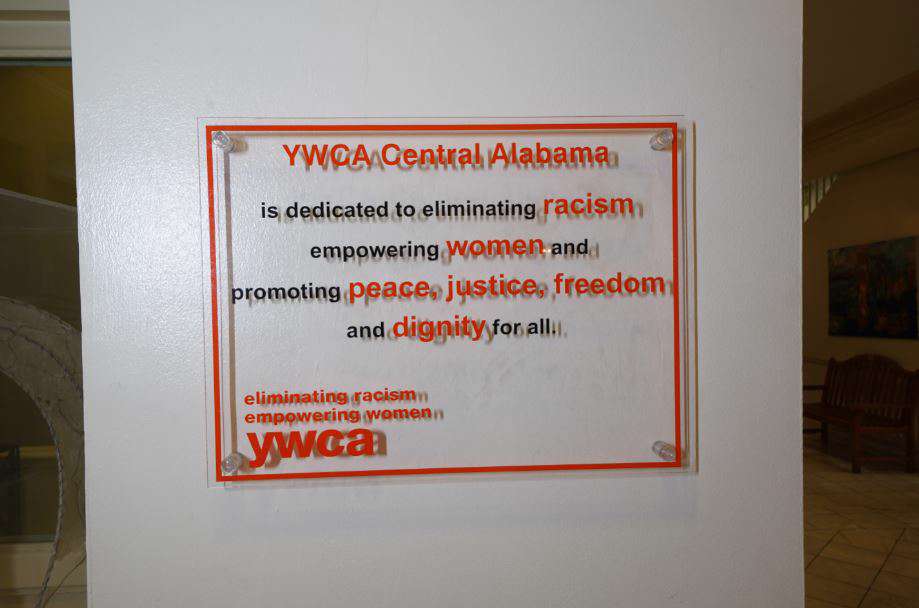 YWCA Central Alabama
is dedicated to eliminating racism
empowering women and
promoting peace, justice, freedom
and dignity for all.
eliminating racism
empowering women
ywca